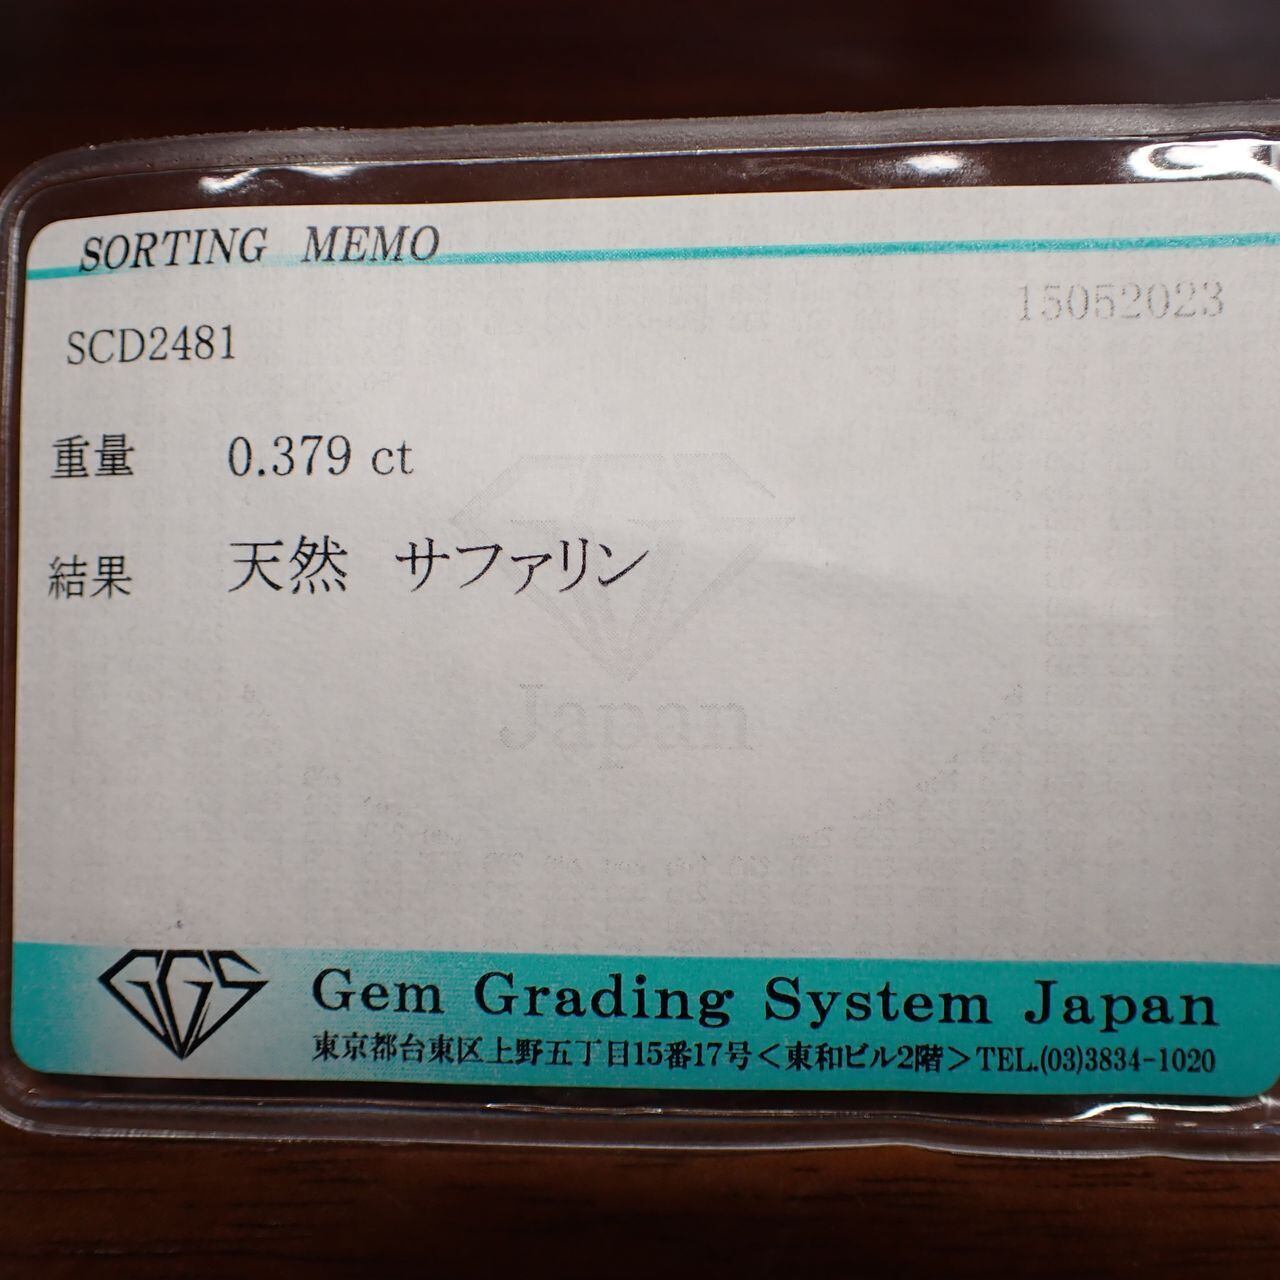 SORTING MEMO
15052023
SCD2481
重量 0.379 ct
結果 天然 サファリン
Japan
GGS Gem Grading System Japan
東京都台東区上野五丁目15番17号<東和ビル2階>TEL.(03)3834-1020